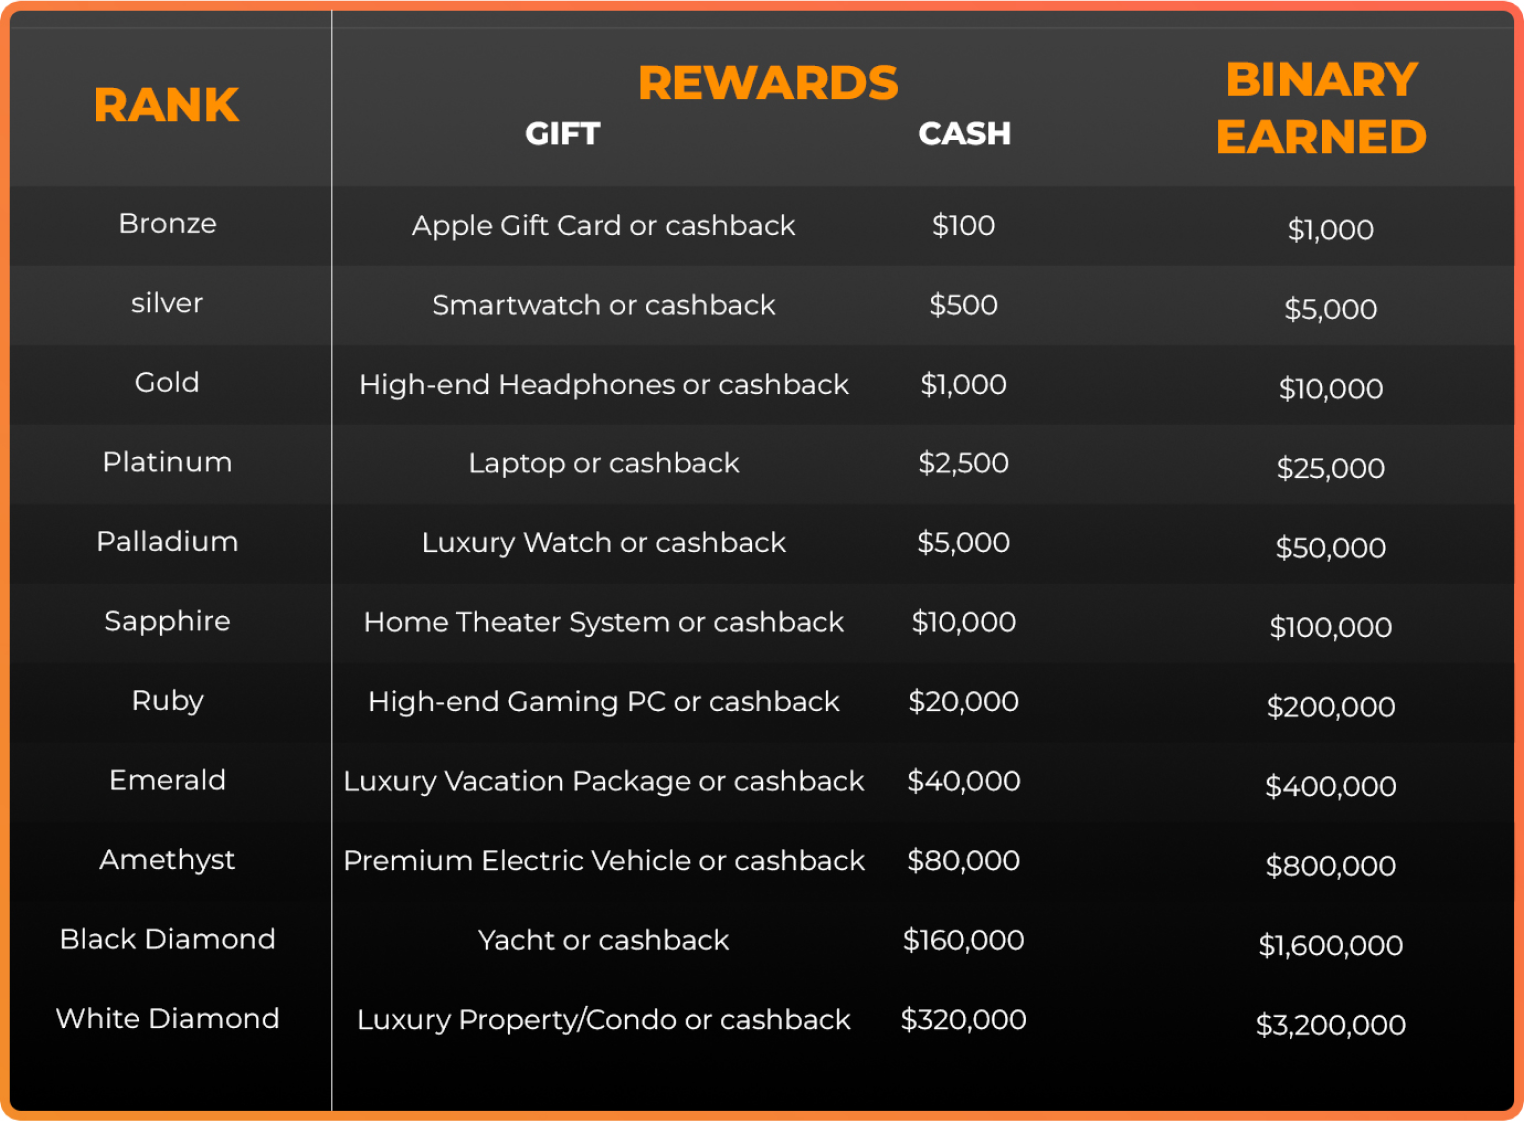 RANK
REWARDS
GIFT
CASH
BINARY
EARNED
Bronze Apple Gift Card or cashback $100 $1,000
silver Smartwatch or cashback $500 $5,000
Gold High-end Headphones or cashback $1,000 $10,000
Platinum Laptop or cashback $2,500 $25,000
Palladium Luxury Watch or cashback $5,000 $50,000
Sapphire Home Theater System or cashback $10,000 $100,000
Ruby High-end Gaming PC or cashback $20,000 $200,000
Emerald Luxury Vacation Package or cashback $40,000 $400,000
Amethyst Premium Electric Vehicle or cashback $80,000 $800,000
Black Diamond Yacht or cashback $160,000 $1,600,000
White Diamond Luxury Property/Condo or cashback $320,000 $3,200,000